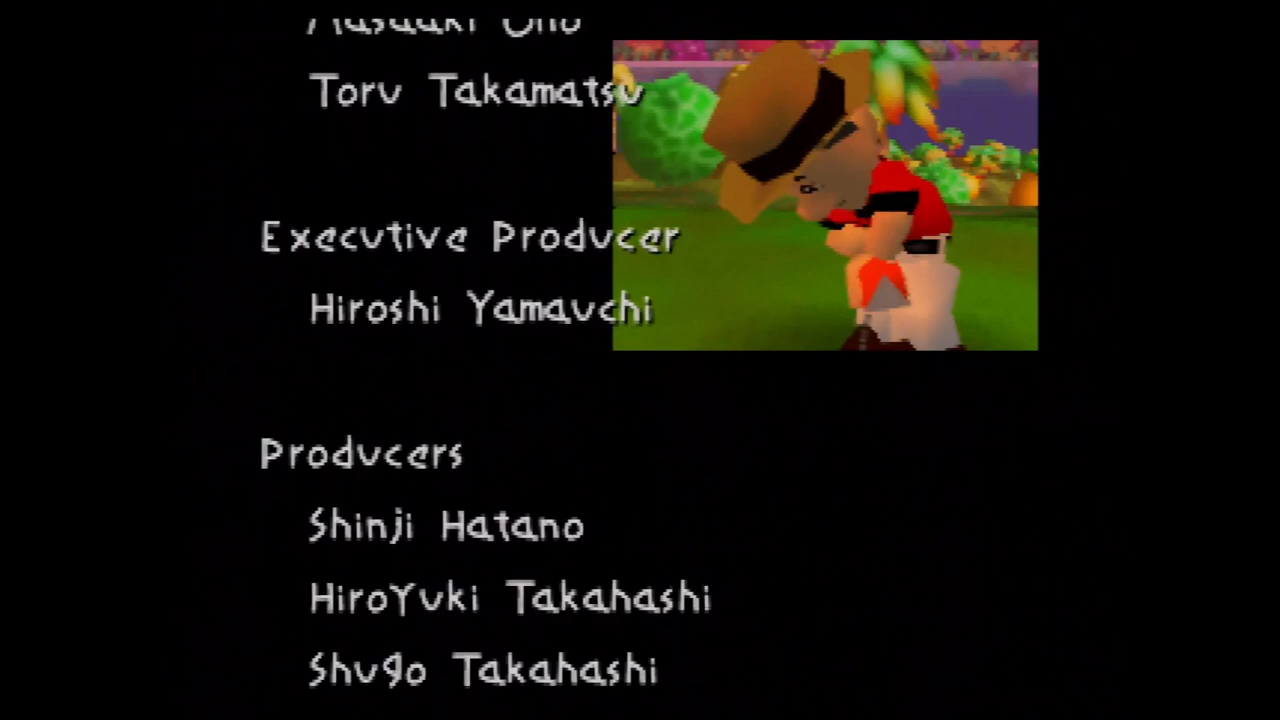 Toru Takamatsu
Executive Producer
Hiroshi Yamauchi
Producers
Shinji Hatano
HiroYuki Takahashi
Shugo Takahashi